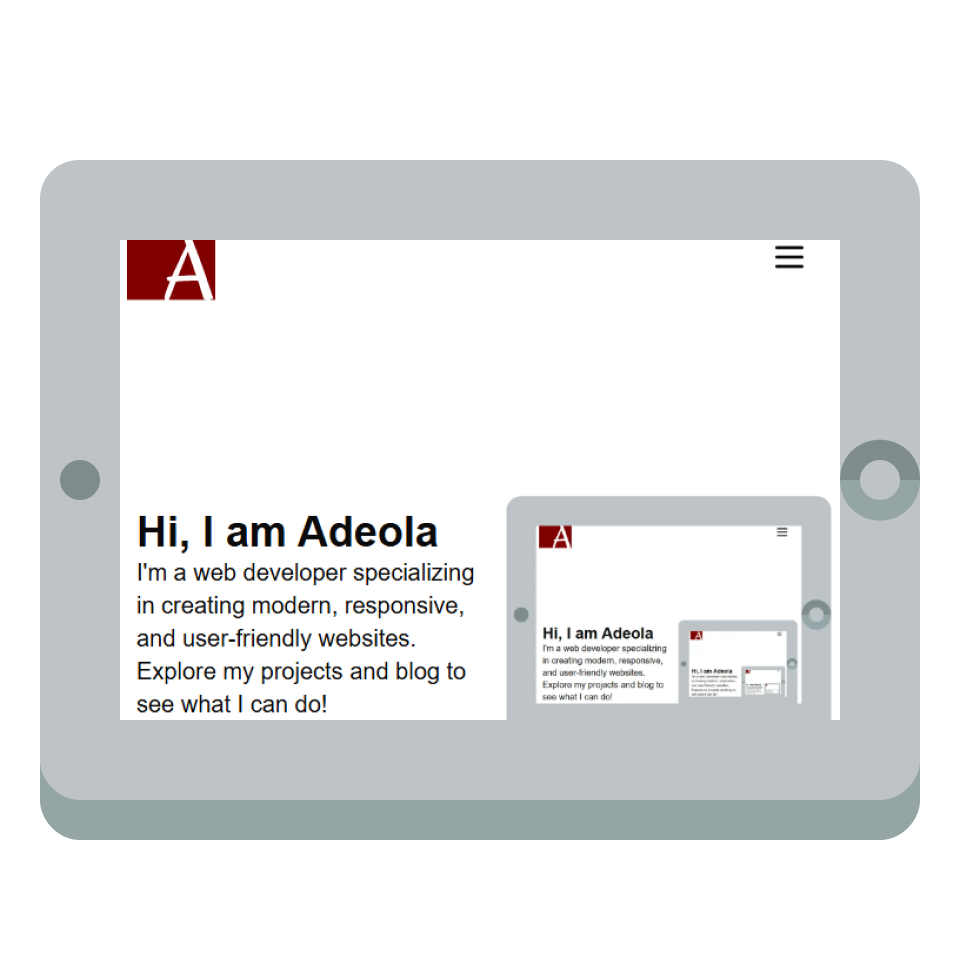 A
Hi, I am Adeola
I'm a web developer specializing
in creating modern, responsive,
and user-friendly websites.
Explore my projects and blog to
see what I can do!
A
Hi, I am Adeola
I'm a web developer specializing
in creating modern, responsive,
and user-friendly websites.
Explore my projects and blog to
see what I can do!
A
Hi, I am Adeola